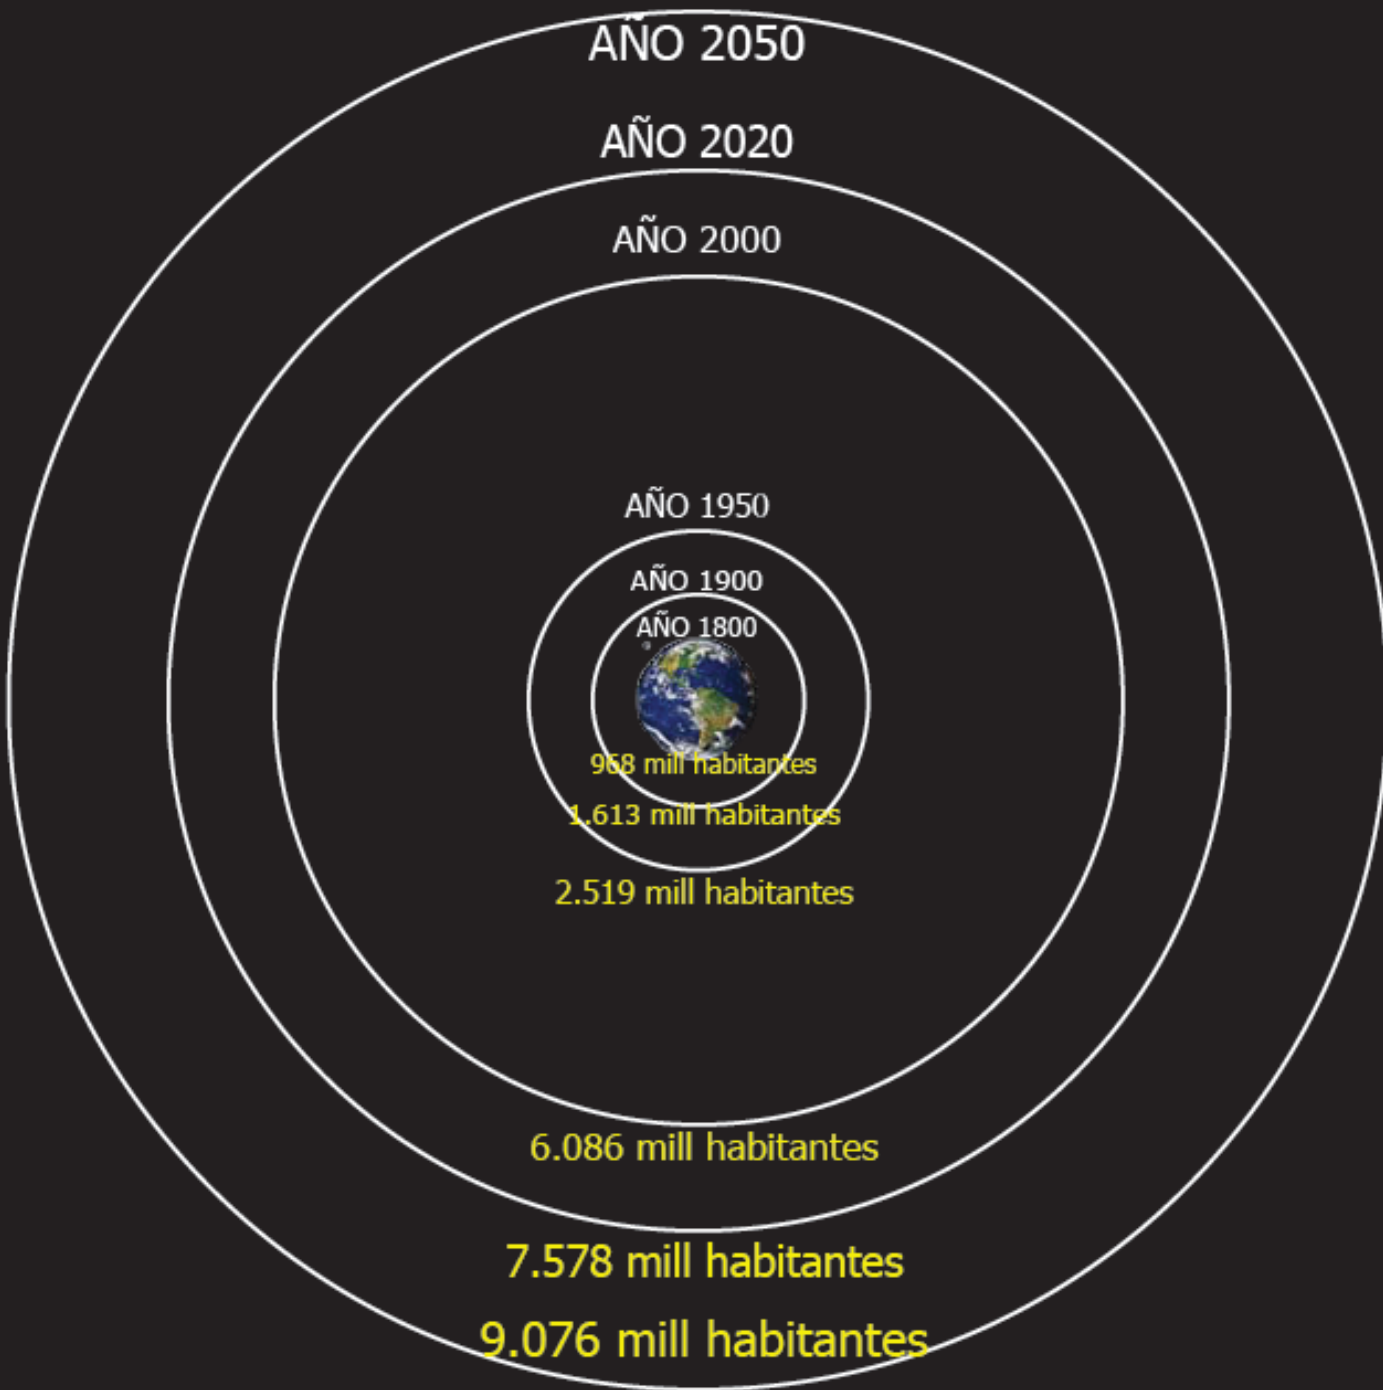 AÑO 2050
AÑO 2020
AÑO 2000
AÑO 1950
AÑO 1900
AÑO 1800
968 mill habitantes
1.613 mill habitantes
2.519 mill habitantes
6.086 mill habitantes
7.578 mill habitantes
9.076 mill habitantes